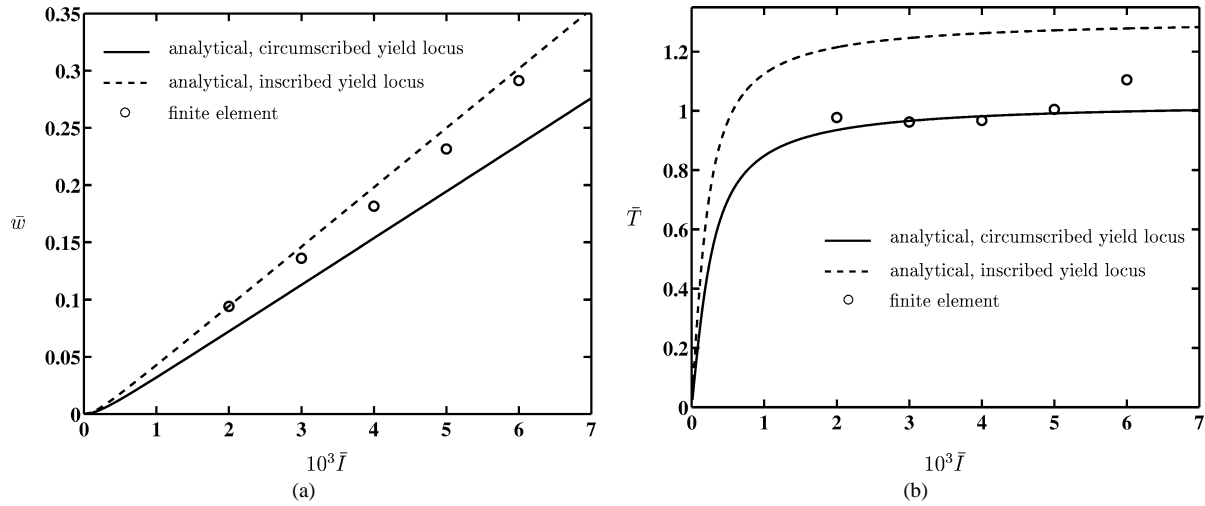 0.35
0.3
0.25
0.2
0.15
0.1
0.05
0
w̄
analytical, circumscribed yield locus
analytical, inscribed yield locus
finite element
0 1 2 3 4 5 6 7
10³Ī
(a)
1.2
1
0.8
0.6
0.4
0.2
0
T̄
analytical, circumscribed yield locus
analytical, inscribed yield locus
finite element
0 1 2 3 4 5 6 7
10³Ī
(b)